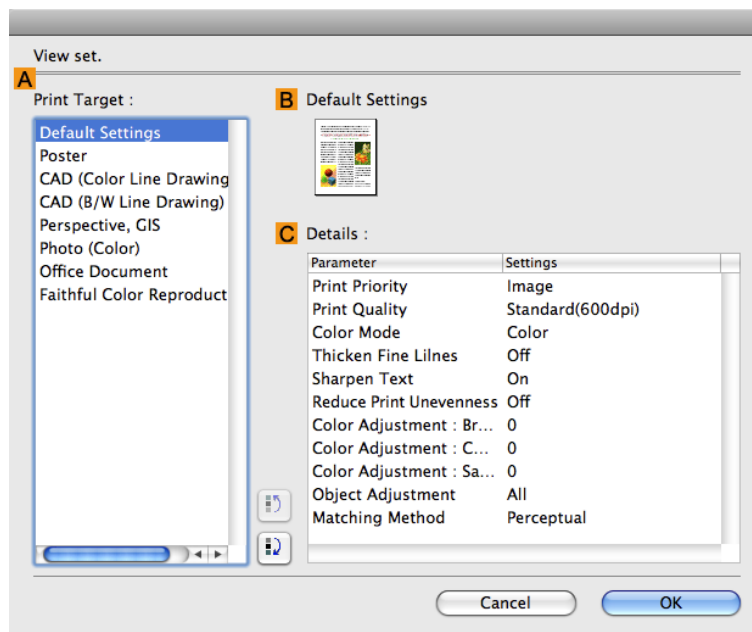 View set.
A
Print Target :
Default Settings
Poster
CAD (Color Line Drawing
CAD (B/W Line Drawing)
Perspective, GIS
Photo (Color)
Office Document
Faithful Color Reproduct
B Default Settings
C Details :
Parameter Settings
Print Priority Image
Print Quality Standard(600dpi)
Color Mode Color
Thicken Fine Lilnes Off
Sharpen Text On
Reduce Print Unevenness Off
Color Adjustment : Br... 0
Color Adjustment : C... 0
Color Adjustment : Sa... 0
Object Adjustment All
Matching Method Perceptual
Cancel OK